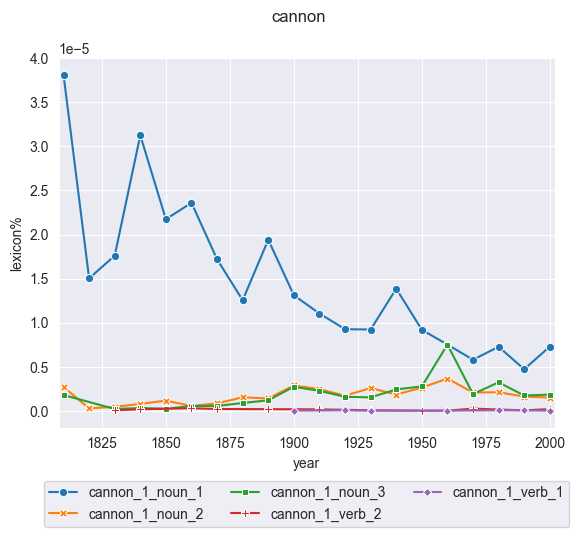 cannon
1e−5
4.0
3.5
3.0
2.5
2.0
1.5
1.0
0.5
0.0
lexicon%
1825 1850 1875 1900 1925 1950 1975 2000
year
cannon_1_noun_1 cannon_1_noun_3 cannon_1_verb_1
cannon_1_noun_2 cannon_1_verb_2